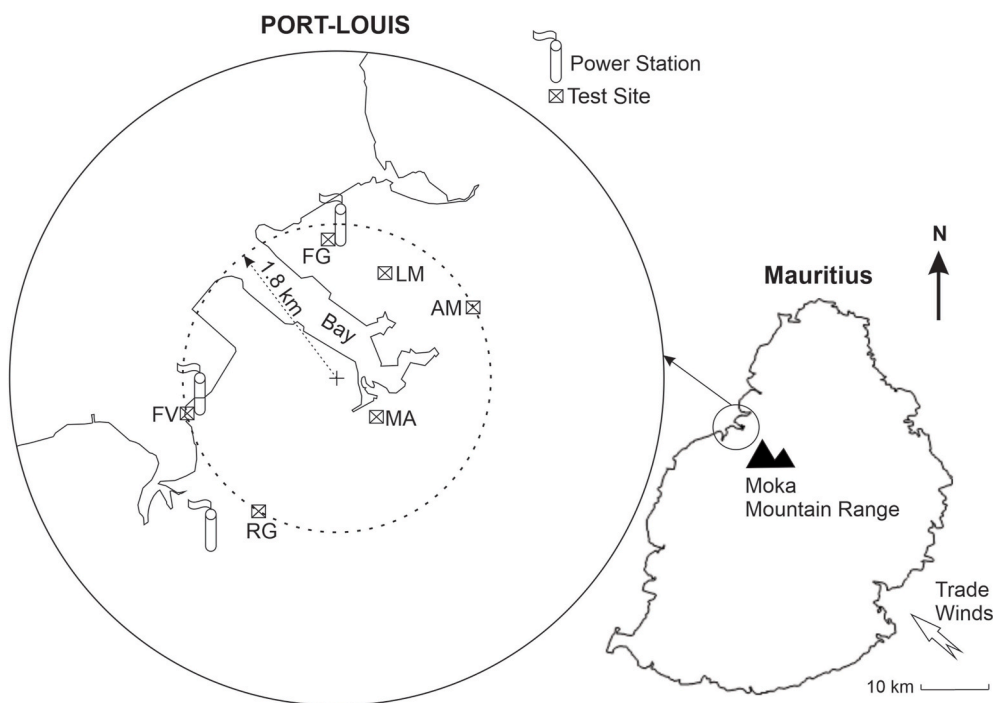 PORT-LOUIS
Power Station
Test Site
FG
LM
1.8 km
AM
Bay
FV
MA
RG
N
Mauritius
Moka
Mountain Range
Trade
Winds
10 km